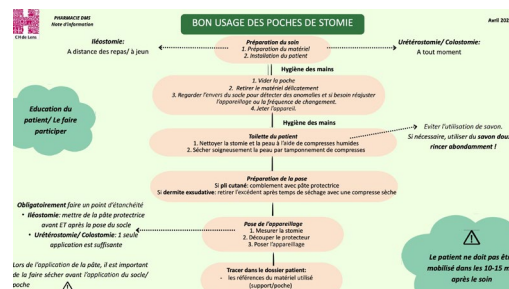 PHARMACIE DMS
Note d'information
BON USAGE DES POCHES DE STOMIE
Avril 202
C H de Lens
Iléostomie:
A distance des repas/ à jeun
Préparation du soin
1. Préparation du matériel
2. Installation du patient
Urétérostomie/ Colostomie:
A tout moment
Hygiène des mains
1. Vider la poche
2. Retirer le matériel délicatement
3. Regarder l'envers du socle pour détecter des anomalies et si besoin réajuster
l'appareillage ou la fréquence de changement.
4. Jeter l'appareil.
Hygiène des mains
Education du
patient/ Le faire
participer
Toilette du patient
1. Nettoyer la stomie et la peau à l'aide de compresses humides
2. Sécher soigneusement la peau par tamponnement de compresses
Eviter l'utilisation de savon.
Si nécessaire, utiliser du savon doux
rincer abondamment !
Préparation de la pose
Si pli cutané: comblement avec pâte protectrice
Si dermite exsudative: retirer l'excédent après temps de séchage avec une compresse sèche
Obligatoirement faire un point d'étanchéité
• Iléostomie: mettre de la pâte protectrice
avant ET après la pose du socle
• Urétérostomie/ Colostomie: 1 seule
application est suffisante
Pose de l'appareillage
1. Mesurer la stomie
2. Découper le protecteur
3. Poser l'appareillage
Lors de l'application de la pâte, il est important
de la faire sécher avant l'application du socle/
poche
Tracer dans le dossier patient:
- les références du matériel utilisé
(support/poche)
Le patient ne doit pas êt
mobilisé dans les 10-15 m
après le soin